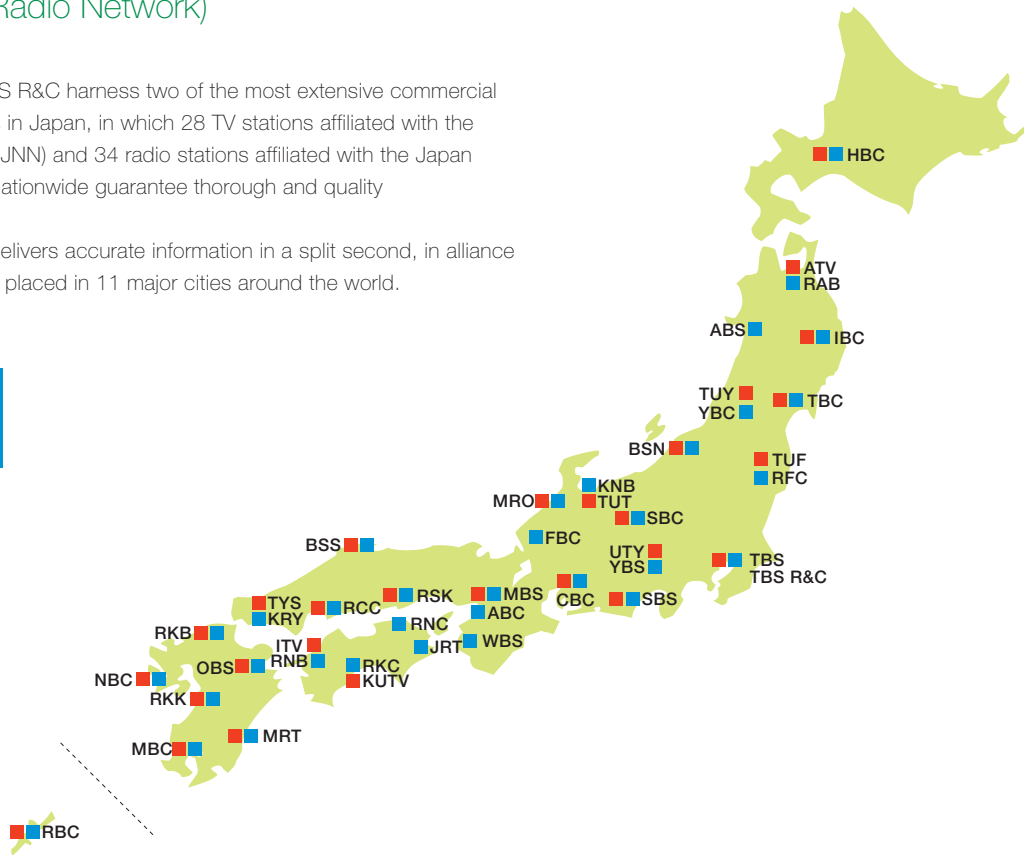 Radio Network)
S R&C harness two of the most extensive commercial
in Japan, in which 28 TV stations affiliated with the
JNN) and 34 radio stations affiliated with the Japan
ationwide guarantee thorough and quality
elivers accurate information in a split second, in alliance
placed in 11 major cities around the world.
HBC
ATV
RAB
ABS
IBC
TUY
TBC
YBC
BSN
TUF
RFC
KNB
MRO
TUT
SBC
FBC
BSS
UTY
YBS
TBS
TBS R&C
CBC
SBS
RSK
MBS
ABC
TYS
RCC
KRY
RNC
RKB
ITV
JRT
WBS
OBS
RNB
RKC
KUTV
NBC
RKK
MRT
MBC
RBC